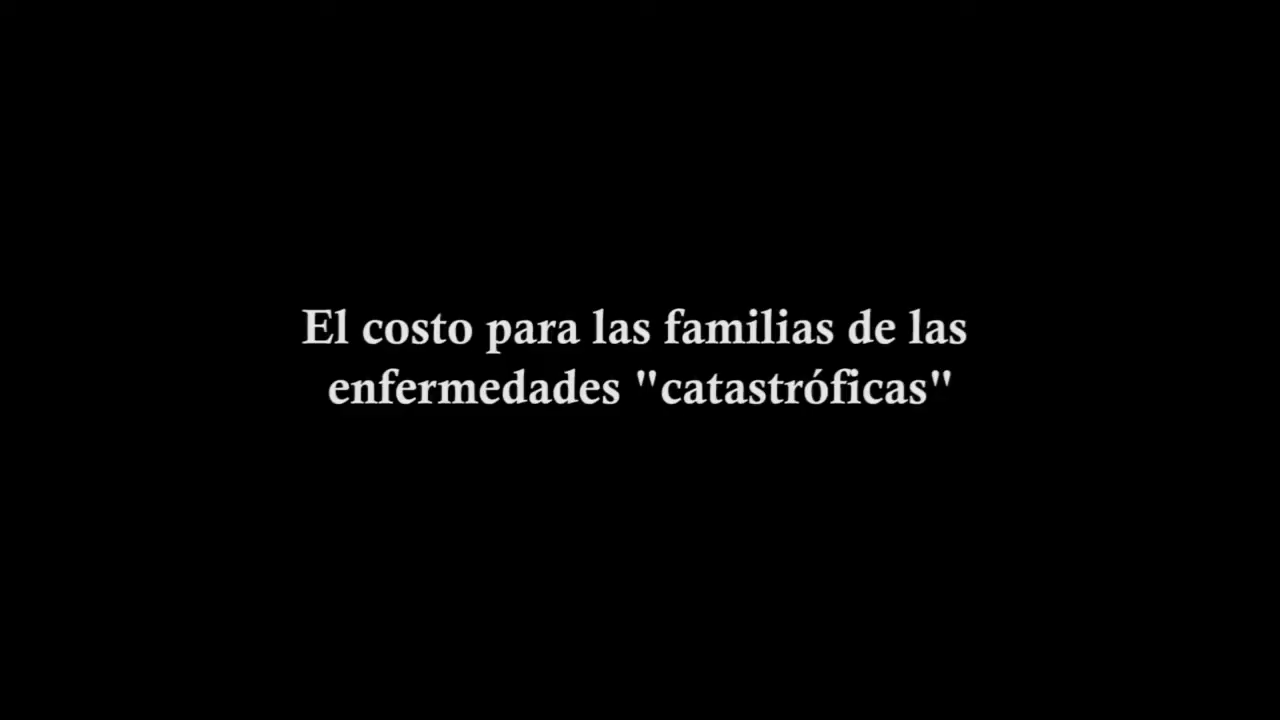 El costo para las familias de las
enfermedades "catastróficas"